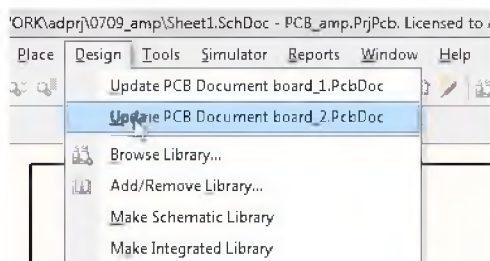 'ORK\adprj\0709_amp\Sheet1.SchDoc - PCB_amp.PrjPcb. Licensed to
Place Design Tools Simulator Reports Window Help
Update PCB Document board_1.PcbDoc
Update PCB Document board_2.PcbDoc
Browse Library...
Add/Remove Library...
Make Schematic Library
Make Integrated Library